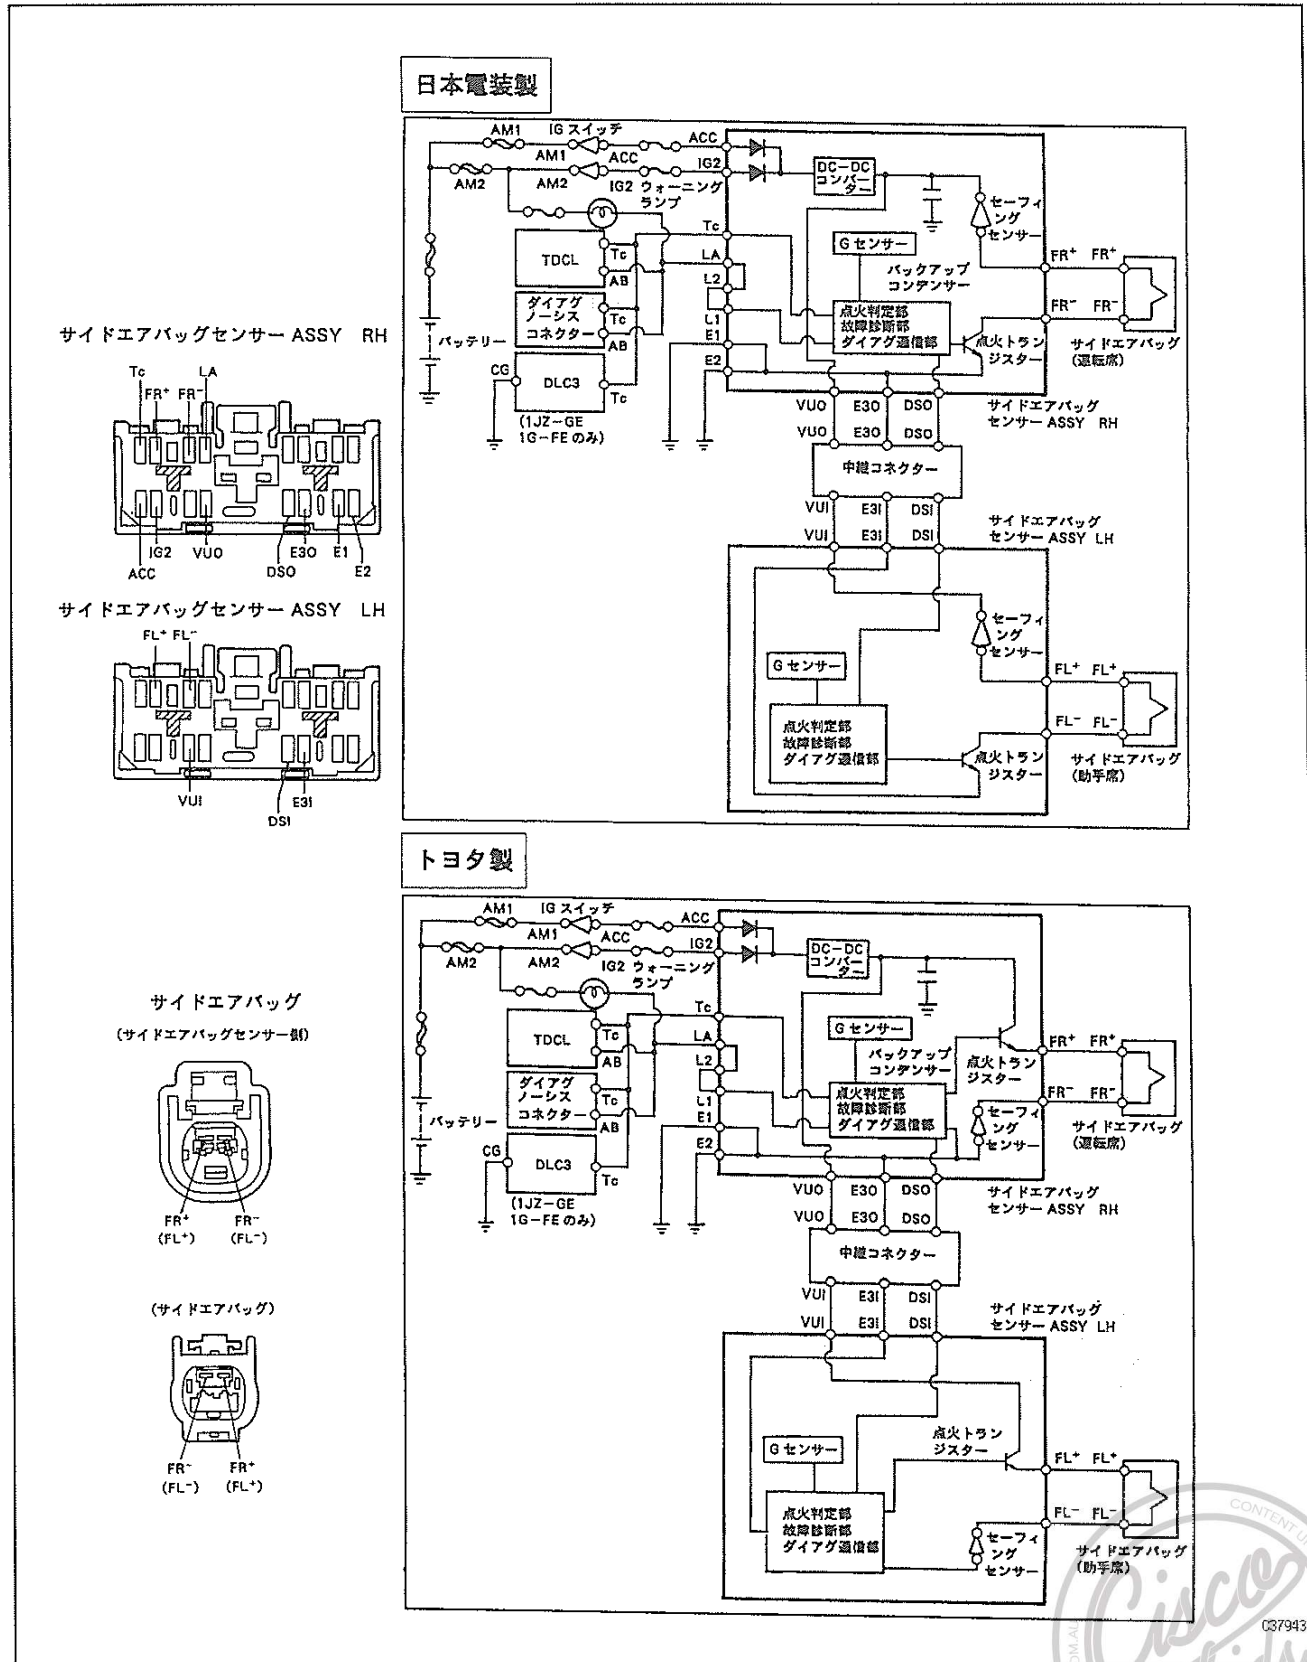 日本電装製
AM1 IG スイッチ ACC
AM1 ACC IG2
AM2 AM2 IG2 ウォーニング
ランプ
DC-DC
コンバー
ター
セーフィ
ング
センサー
Tc
G センサー
TDCL Tc LA
AB L2
バックアップ
コンデンサー
FR+ FR+
ダイアグ
ノーシス
コネクター
Tc
AB
L1
E1
点火判定部
故障診断部
ダイアグ通信部
FR- FR-
点火トラン
ジスター
サイドエアバッグ
(運転席)
バッテリー
CG DLC3 Tc E2
(1JZ-GE
1G-FE のみ)
VUO E3O DSO
サイドエアバッグ
センサー ASSY RH
VUO E3O DSO
中継コネクター
VUI E3I DSI
サイドエアバッグ
センサー ASSY LH
VUI E3I DSI
セーフィ
ング
センサー
G センサー
FL+ FL+
点火判定部
故障診断部
ダイアグ通信部
FL- FL-
点火トラン
ジスター
サイドエアバッグ
(助手席)
サイドエアバッグセンサー ASSY RH
Tc FR+ FR- LA
IG2 VUO E3O E1
ACC DSO E2
サイドエアバッグセンサー ASSY LH
FL+ FL-
VUI E3I
DSI
トヨタ製
AM1 IG スイッチ ACC
AM1 ACC IG2
AM2 AM2 IG2 ウォーニング
ランプ
DC-DC
コンバー
ター
Tc
G センサー
TDCL Tc LA
AB L2
バックアップ
コンデンサー
点火トラン
ジスター
FR+ FR+
ダイアグ
ノーシス
コネクター
Tc
AB
L1
E1
点火判定部
故障診断部
ダイアグ通信部
FR- FR-
セーフィ
ング
センサー
サイドエアバッグ
(運転席)
バッテリー
CG DLC3 Tc E2
(1JZ-GE
1G-FE のみ)
VUO E3O DSO
サイドエアバッグ
センサー ASSY RH
VUO E3O DSO
中継コネクター
VUI E3I DSI
サイドエアバッグ
センサー ASSY LH
VUI E3I DSI
点火トラン
ジスター
G センサー
FL+ FL+
点火判定部
故障診断部
ダイアグ通信部
FL- FL-
セーフィ
ング
センサー
サイドエアバッグ
(助手席)
サイドエアバッグ
(サイドエアバッグセンサー側)
FR+ FR-
(FL+) (FL-)
(サイドエアバッグ)
FR- FR+
(FL-) (FL+)
CONTENT
Cisco
C37943